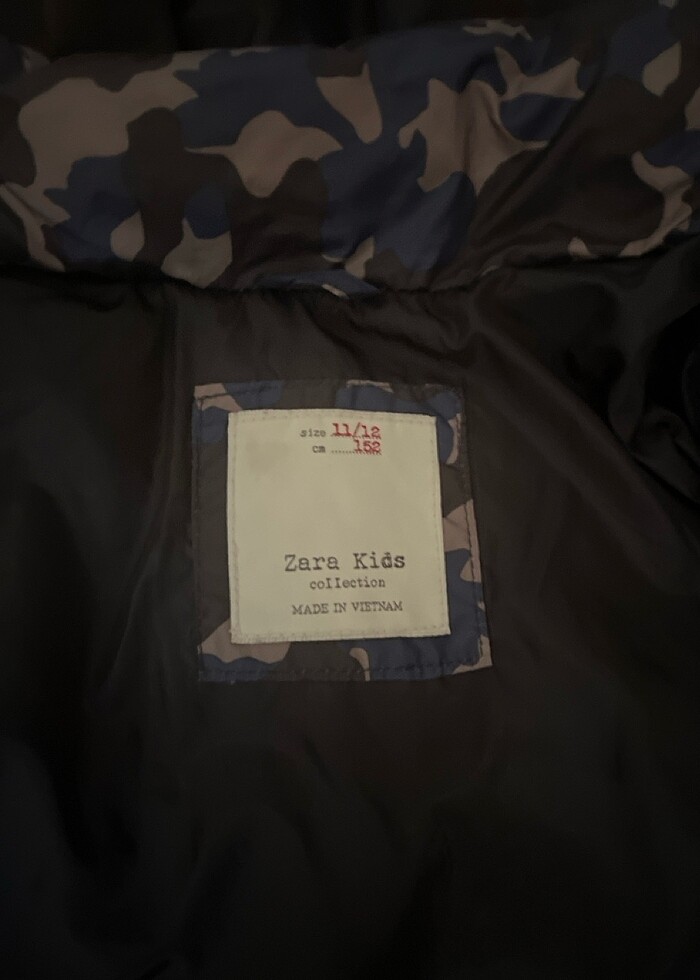 size 11/12
cm ........152
Zara Kids
collection
MADE IN VIETNAM